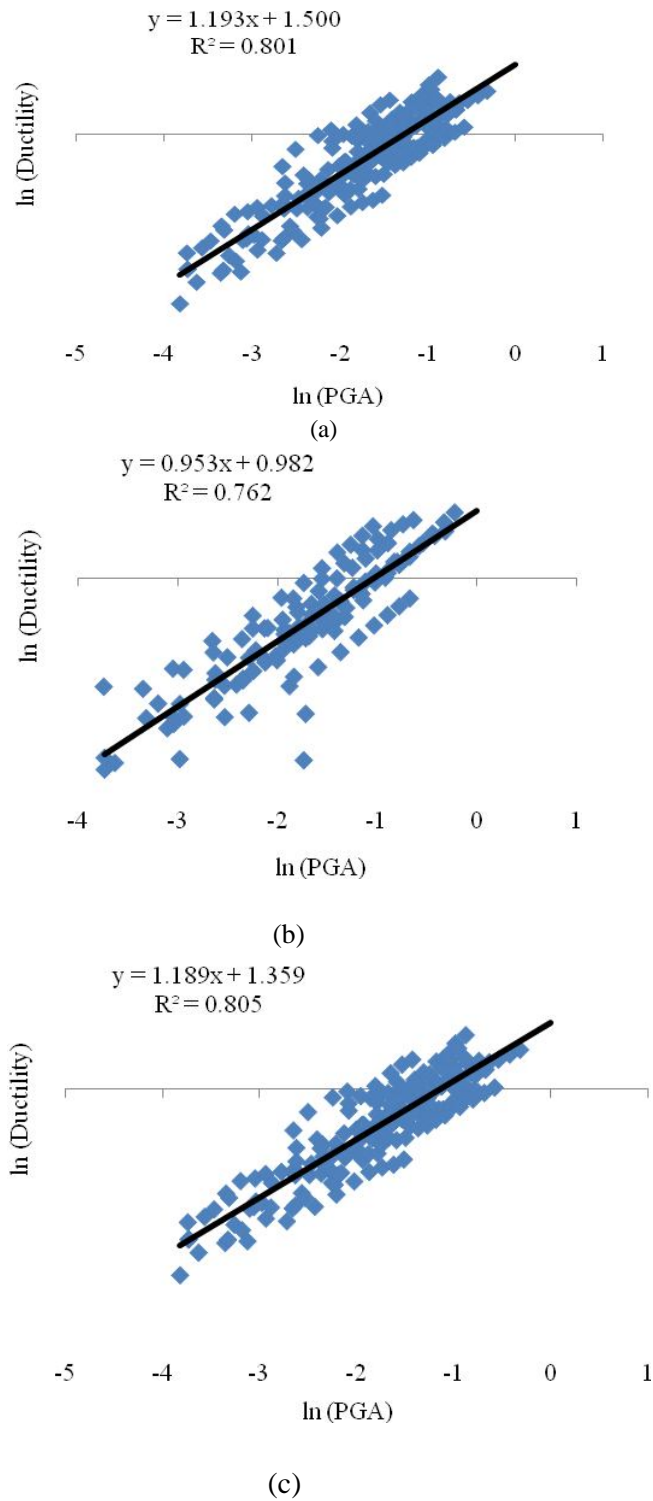 y = 1.193x + 1.500
R² = 0.801
ln (Ductility)
-5 -4 -3 -2 -1 0 1
ln (PGA)
(a)
y = 0.953x + 0.982
R² = 0.762
ln (Ductility)
-4 -3 -2 -1 0 1
ln (PGA)
(b)
y = 1.189x + 1.359
R² = 0.805
ln (Ductility)
-5 -4 -3 -2 -1 0 1
ln (PGA)
(c)